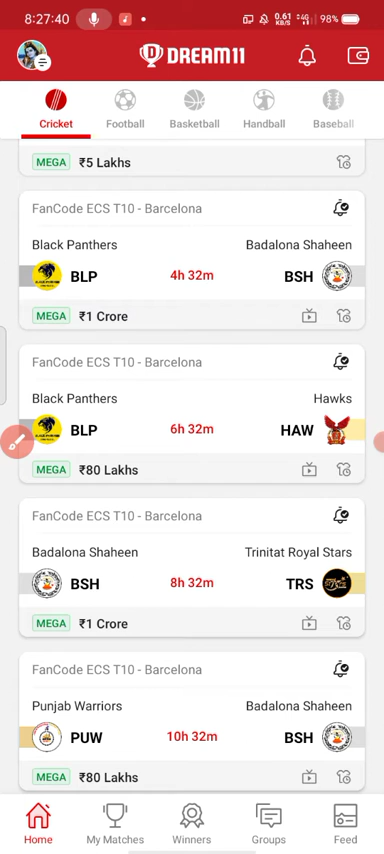 8:27:40 0.61 KB/S 4G 98%
DREAM11
Cricket Football Basketball Handball Baseball
MEGA ₹5 Lakhs
FanCode ECS T10 - Barcelona
Black Panthers Badalona Shaheen
BLP 4h 32m BSH
MEGA ₹1 Crore
FanCode ECS T10 - Barcelona
Black Panthers Hawks
BLP 6h 32m HAW
MEGA ₹80 Lakhs
FanCode ECS T10 - Barcelona
Badalona Shaheen Trinitat Royal Stars
BSH 8h 32m TRS
MEGA ₹1 Crore
FanCode ECS T10 - Barcelona
Punjab Warriors Badalona Shaheen
PUW 10h 32m BSH
MEGA ₹80 Lakhs
Home My Matches Winners Groups Feed